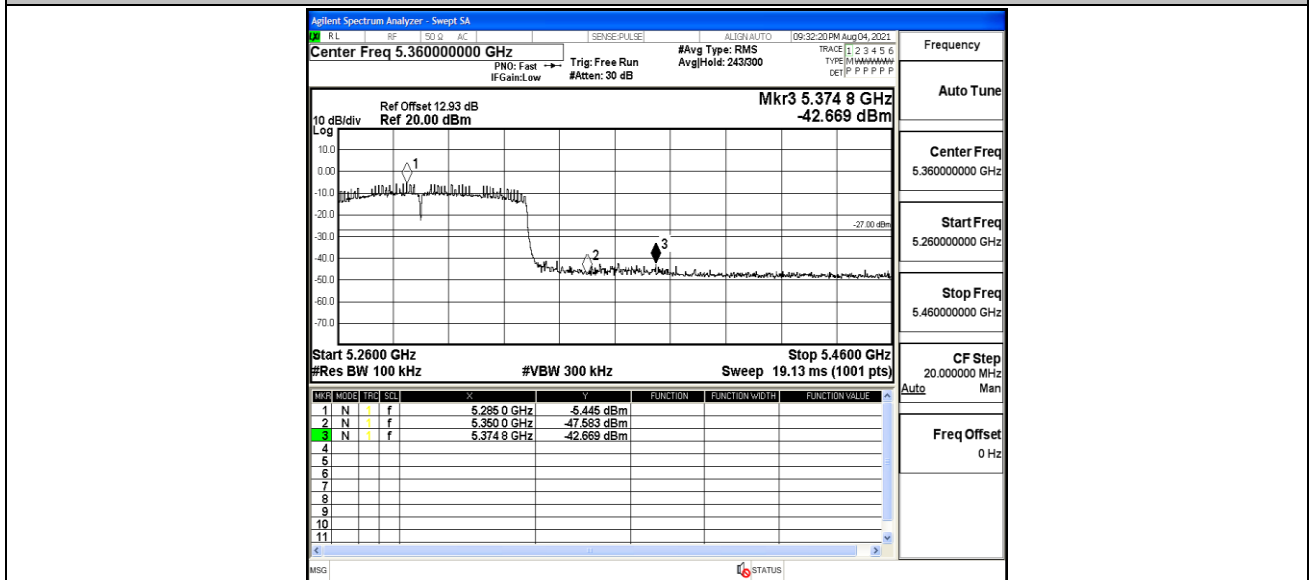 Agilent Spectrum Analyzer - Swept SA
RL RF 50 Ω AC SENSE:PULSE ALIGN AUTO 09:32:20 PM Aug 04, 2021
Center Freq 5.360000000 GHz
PNO: Fast
IFGain:Low
Trig: Free Run
#Atten: 30 dB
#Avg Type: RMS
Avg|Hold: 243/300
TRACE 1 2 3 4 5 6
TYPE M WWWWW
DET P P P P P P
Mkr3 5.374 8 GHz
-42.669 dBm
Ref Offset 12.93 dB
10 dB/div Ref 20.00 dBm
Log
10.0
0.00
-10.0
-20.0
-30.0
-40.0
-50.0
-60.0
-70.0
1
2
3
-27.00 dBm
Start 5.2600 GHz Stop 5.4600 GHz
#Res BW 100 kHz #VBW 300 kHz Sweep 19.13 ms (1001 pts)
MKR MODE TRC SCL X Y FUNCTION FUNCTION WIDTH FUNCTION VALUE
1 N 1 f 5.285 0 GHz -5.445 dBm
2 N 1 f 5.350 0 GHz -47.583 dBm
3 N 1 f 5.374 8 GHz -42.669 dBm
4
5
6
7
8
9
10
11
MSG STATUS
Frequency
Auto Tune
Center Freq
5.360000000 GHz
Start Freq
5.260000000 GHz
Stop Freq
5.460000000 GHz
CF Step
20.000000 MHz
Auto Man
Freq Offset
0 Hz